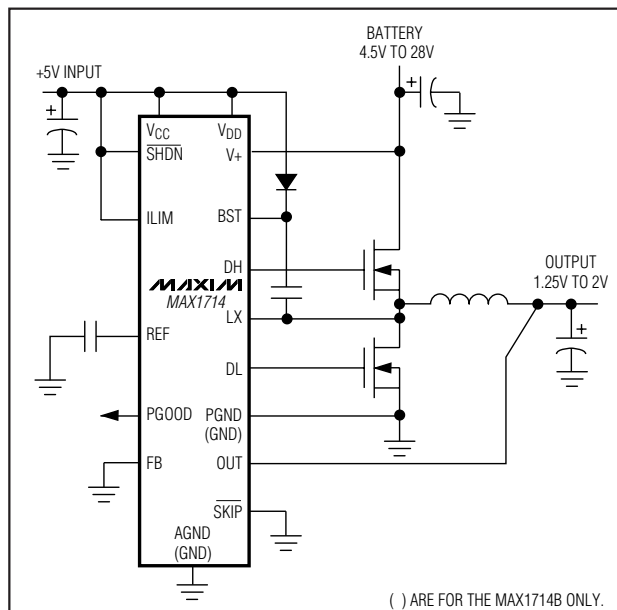 BATTERY
4.5V TO 28V
+5V INPUT
+
+
VCC
VDD
SHDN
V+
ILIM
BST
DH
MAXIM
MAX1714
OUTPUT
1.25V TO 2V
LX
REF
+
DL
PGOOD
PGND
(GND)
FB
OUT
SKIP
AGND
(GND)
( ) ARE FOR THE MAX1714B ONLY.